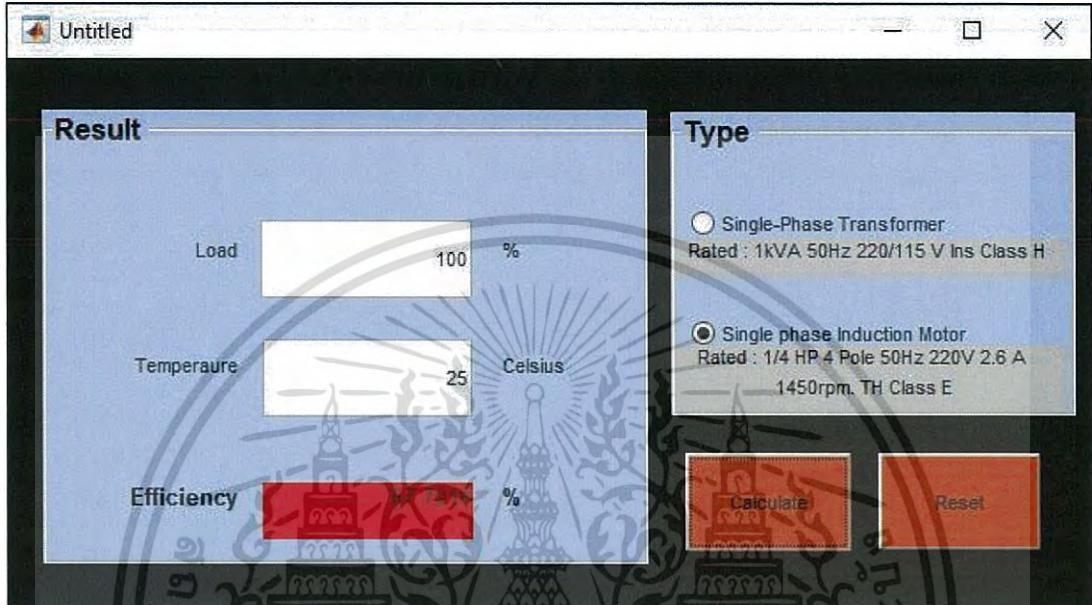 Untitled
Result
Load 100 %
Temperaure 25 Celsius
Efficiency %
Type
Single-Phase Transformer
Rated : 1kVA 50Hz 220/115 V Ins Class H
Single phase Induction Motor
Rated : 1/4 HP 4 Pole 50Hz 220V 2.6 A
1450rpm. TH Class E
Calculate Reset